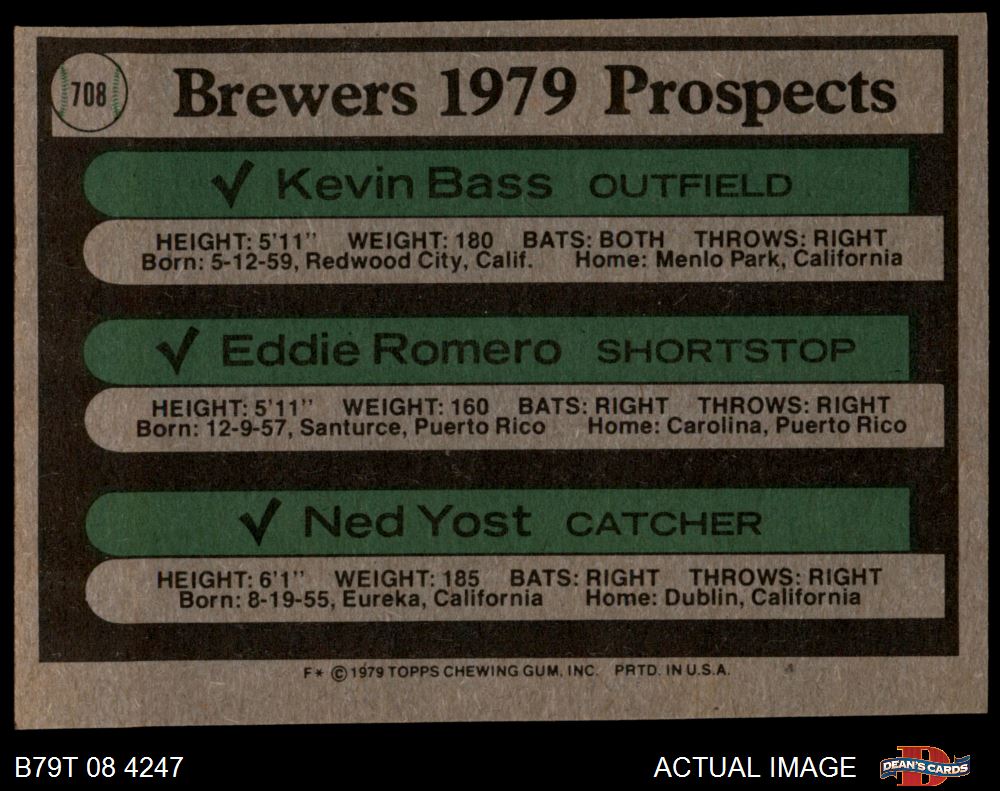 708
Brewers 1979 Prospects
✓ Kevin Bass OUTFIELD
HEIGHT: 5'11" WEIGHT: 180 BATS: BOTH THROWS: RIGHT
Born: 5-12-59, Redwood City, Calif. Home: Menlo Park, California
✓ Eddie Romero SHORTSTOP
HEIGHT: 5'11" WEIGHT: 160 BATS: RIGHT THROWS: RIGHT
Born: 12-9-57, Santurce, Puerto Rico Home: Carolina, Puerto Rico
✓ Ned Yost CATCHER
HEIGHT: 6'1" WEIGHT: 185 BATS: RIGHT THROWS: RIGHT
Born: 8-19-55, Eureka, California Home: Dublin, California
F* © 1979 TOPPS CHEWING GUM, INC. PRTD. IN U.S.A.
B79T 08 4247
ACTUAL IMAGE
D
DEAN'S CARDS